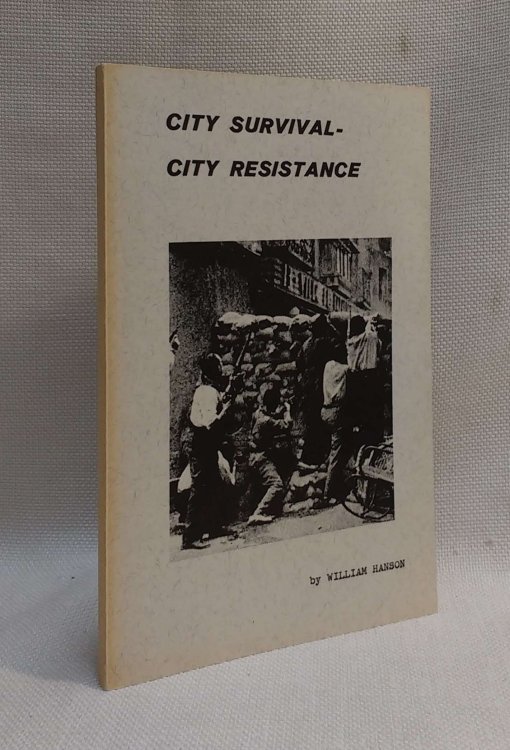 CITY SURVIVAL-
CITY RESISTANCE
by WILLIAM HANSON